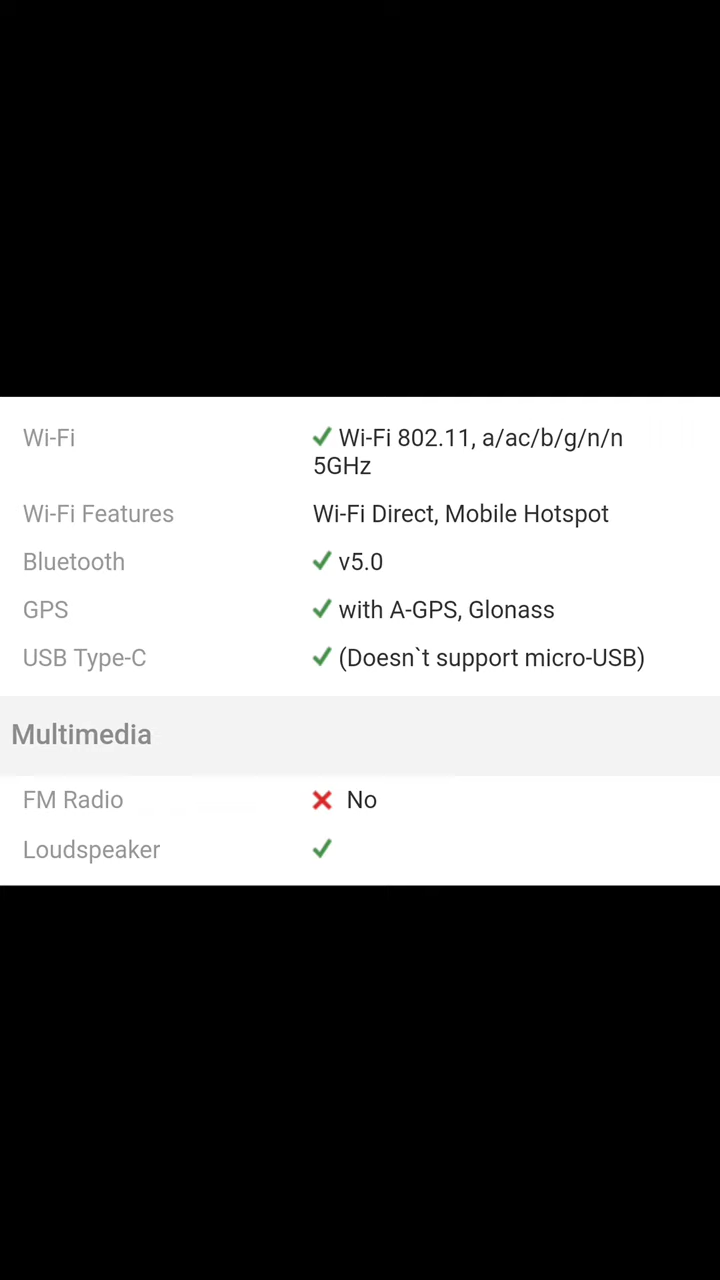 Wi-Fi
Wi-Fi 802.11, a/ac/b/g/n/n
5GHz
Wi-Fi Features
Wi-Fi Direct, Mobile Hotspot
Bluetooth
v5.0
GPS
with A-GPS, Glonass
USB Type-C
(Doesn`t support micro-USB)
Multimedia
FM Radio
No
Loudspeaker